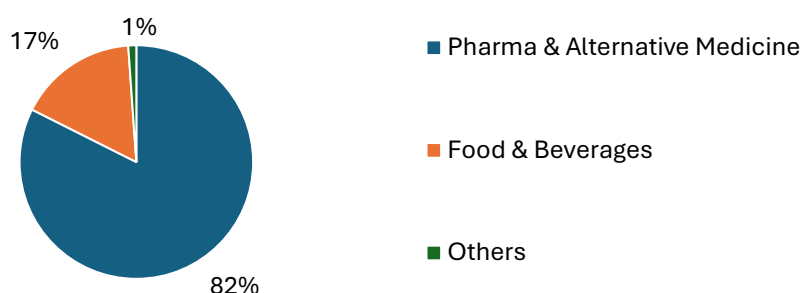 1%
17%
82%
Pharma & Alternative Medicine
Food & Beverages
Others